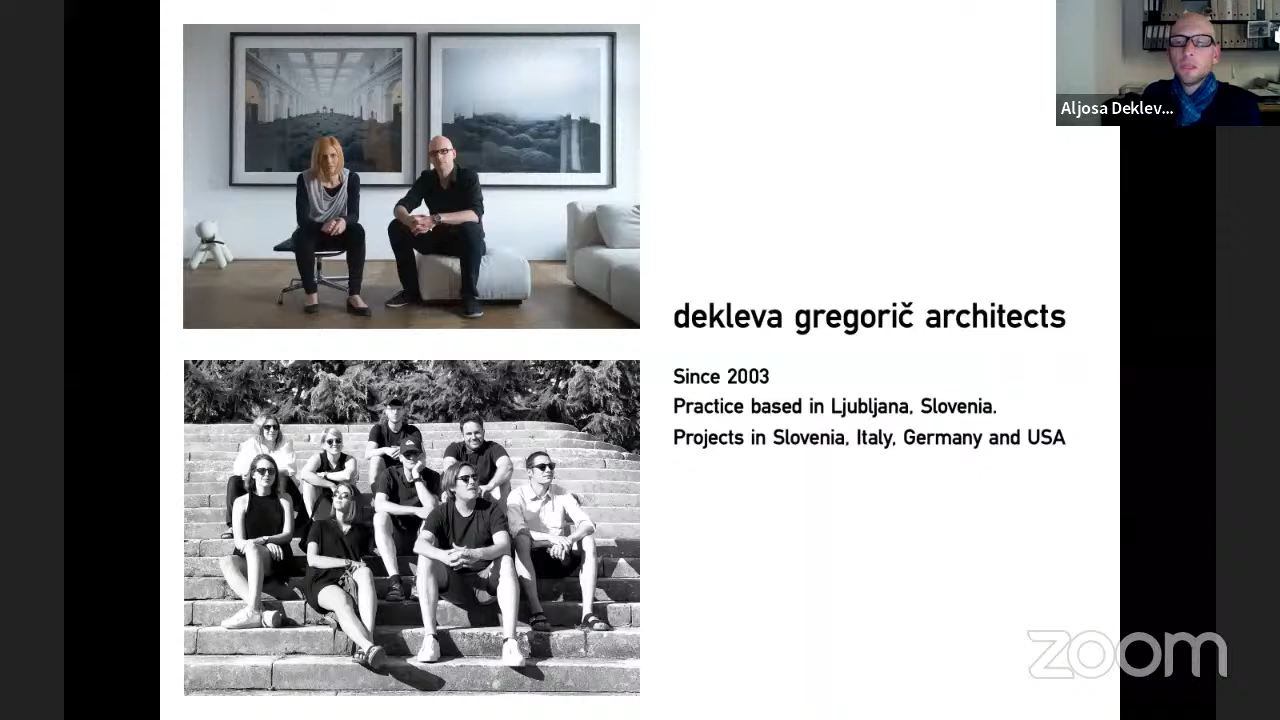 Aljosa Deklev...
dekleva gregorič architects
Since 2003
Practice based in Ljubljana, Slovenia.
Projects in Slovenia, Italy, Germany and USA
zoom